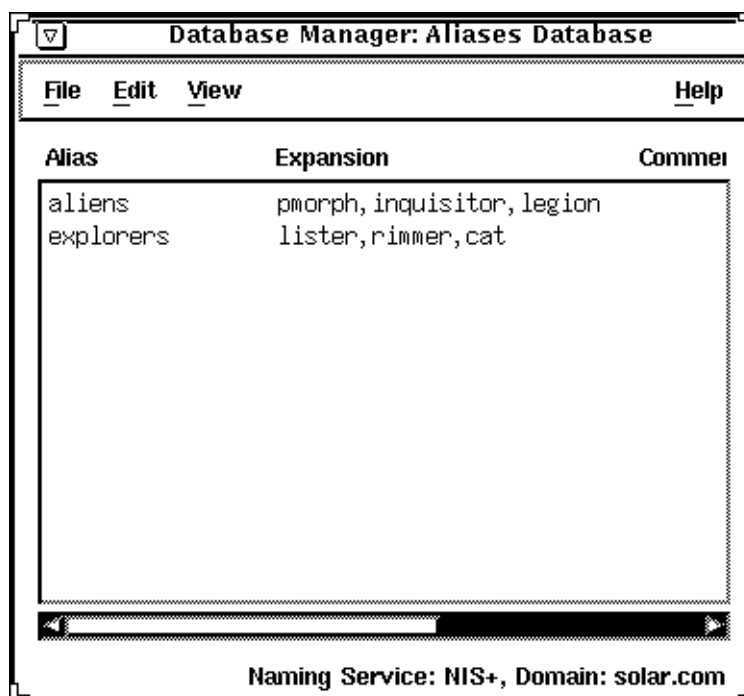 Database Manager: Aliases Database
File Edit View Help
Alias Expansion Commer
aliens pmorph,inquisitor,legion
explorers lister,rimmer,cat
Naming Service: NIS+, Domain: solar.com